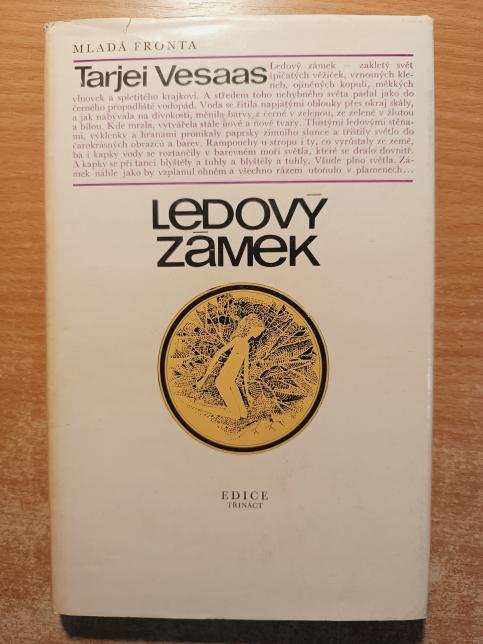 MLADÁ FRONTA
Tarjei Vesaas Ledový zámek — zakletý svět
špičatých věžiček, vznosných kle-
neb, ojíněných kopulí, měkkých
vlnovek a spletitého krajkoví. A středem toho nehybného světa padal jako do
černého propadliště vodopád. Voda se řítila napjatými oblouky přes okraj skály,
a jak nabývala na divokosti, měnila barvy z černé v zelenou, ze zelené v žlutou
a bílou. Kde mrzla, vytvářela stále nové a nové tvary. Tlustými ledovými stěna-
mi, výklenky a hranami pronikaly paprsky zimního slunce a tříštily světlo do
čarokrásných obrazců a barev. Rampouchy u stropu i ty, co vyrůstaly ze země,
ba i kapky vody se roztančily v barevném moři světla, které se dralo dovnitř.
A kapky se při tanci blyštěly a tuhly a blyštěly a tuhly. Všude plno světla. Zá-
mek náhle jako by vzplanul ohněm a všechno rázem utonulo v plamenech...
LEDOVÝ
ZÁMEK
EDICE
TŘINÁCT